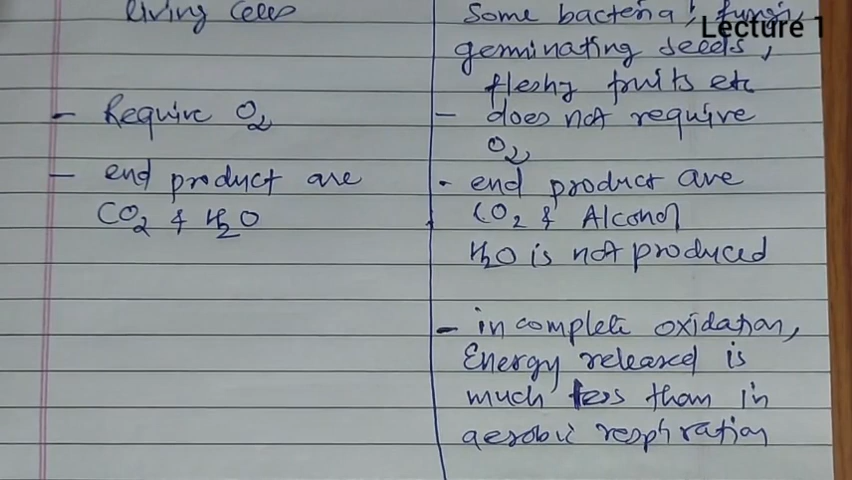 living Cells
Some bacteria, fungi,
Lecture 1
germinating seeds,
fleshy fruits etc
- Require O2
- does not require
O2
- end product are
CO2 & H2O
- end product are
CO2 & Alcohol
H2O is not produced
- incomplete oxidation,
Energy released is
much less than in
aerobic respiration